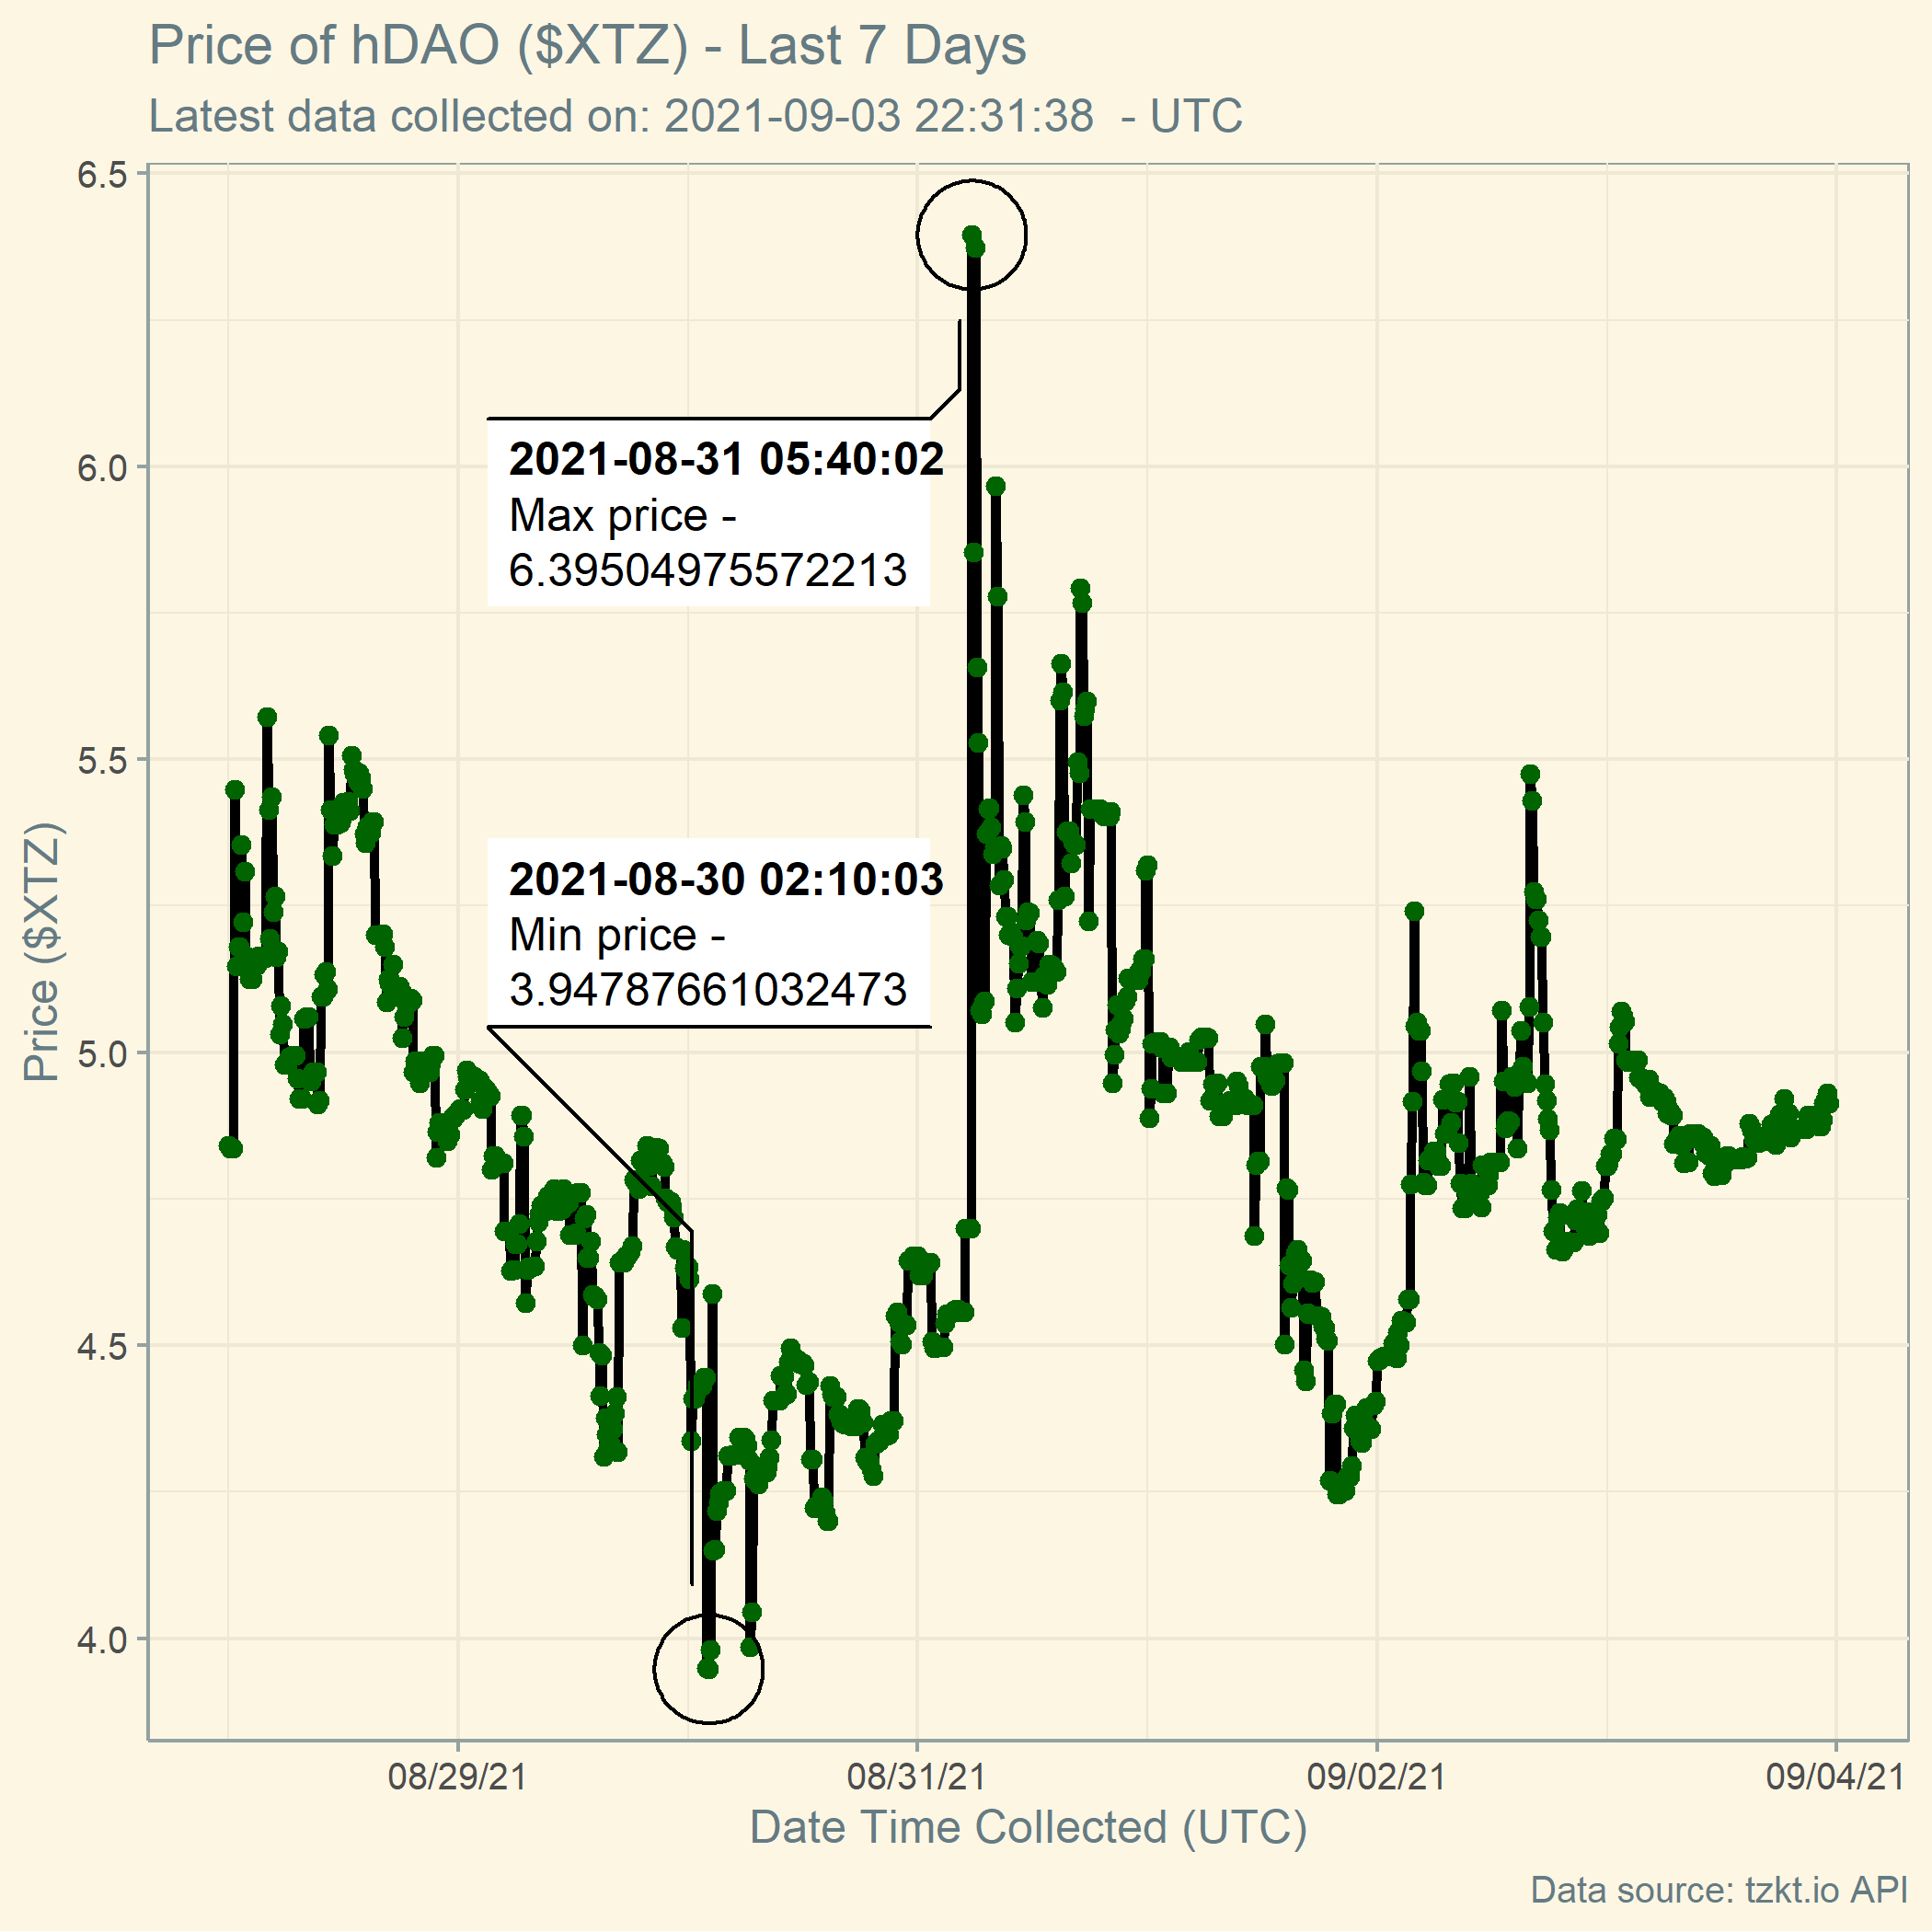 Price of hDAO ($XTZ) - Last 7 Days
Latest data collected on: 2021-09-03 22:31:38  - UTC
6.5
6.0
5.5
5.0
4.5
4.0
Price ($XTZ)
2021-08-31 05:40:02
Max price -
6.39504975572213
2021-08-30 02:10:03
Min price -
3.94787661032473
08/29/21
08/31/21
09/02/21
09/04/21
Date Time Collected (UTC)
Data source: tzkt.io API